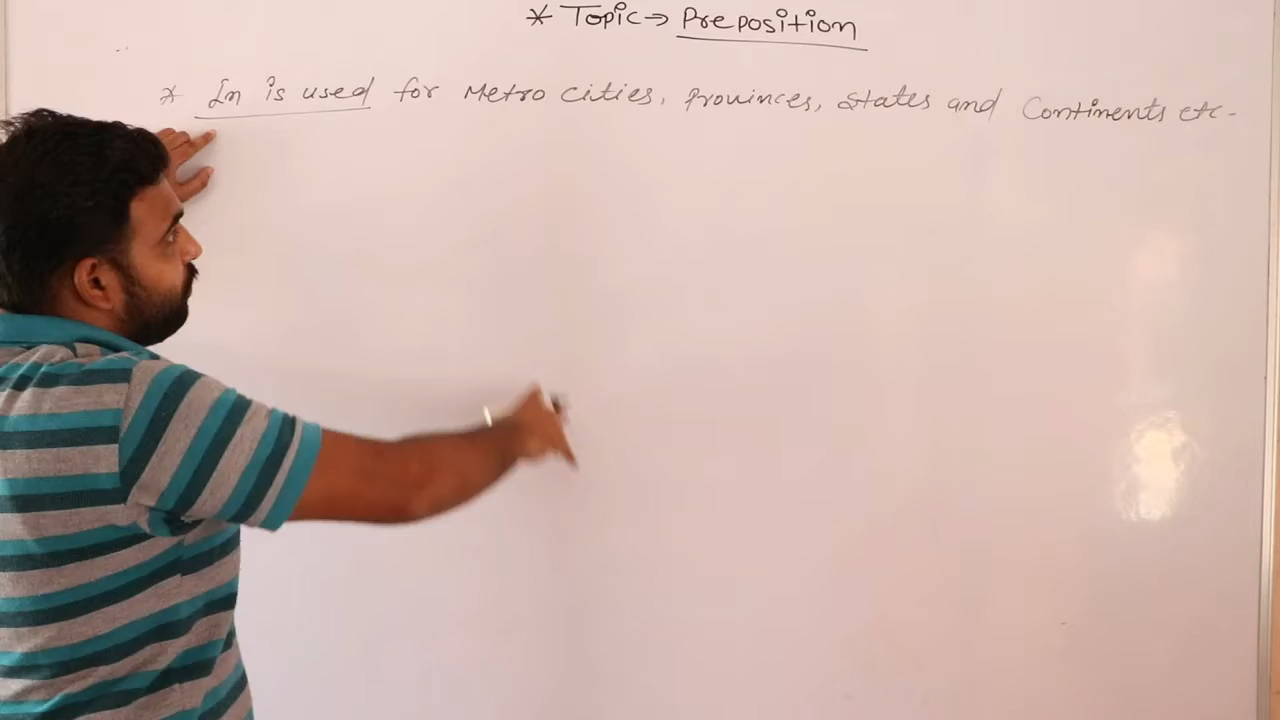 * Topic → Preposition
* In is used for Metro cities, Provinces, States and Continents etc-